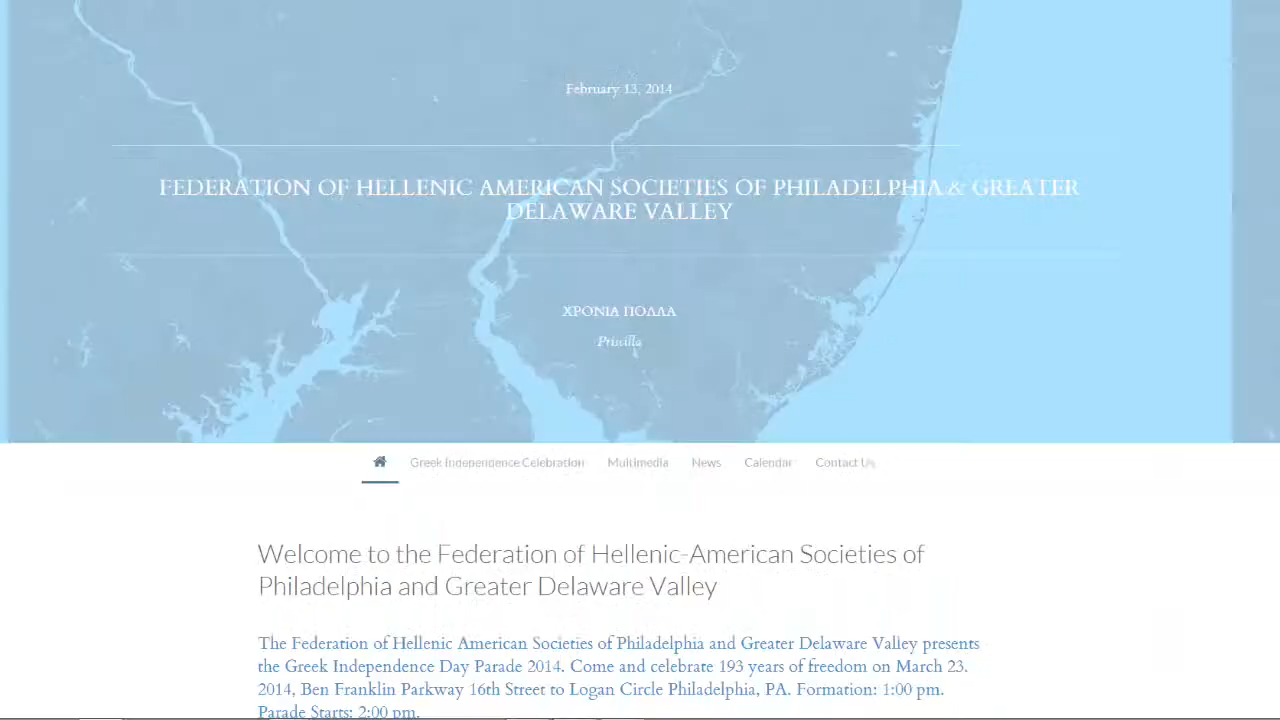 February 13, 2014
FEDERATION OF HELLENIC AMERICAN SOCIETIES OF PHILADELPHIA & GREATER
DELAWARE VALLEY
ΧΡΟΝΙΑ ΠΟΛΛΑ
Priscilla
Greek Independence Celebration Multimedia News Calendar Contact Us
Welcome to the Federation of Hellenic-American Societies of
Philadelphia and Greater Delaware Valley
The Federation of Hellenic American Societies of Philadelphia and Greater Delaware Valley presents
the Greek Independence Day Parade 2014. Come and celebrate 193 years of freedom on March 23.
2014, Ben Franklin Parkway 16th Street to Logan Circle Philadelphia, PA. Formation: 1:00 pm.
Parade Starts: 2:00 pm.